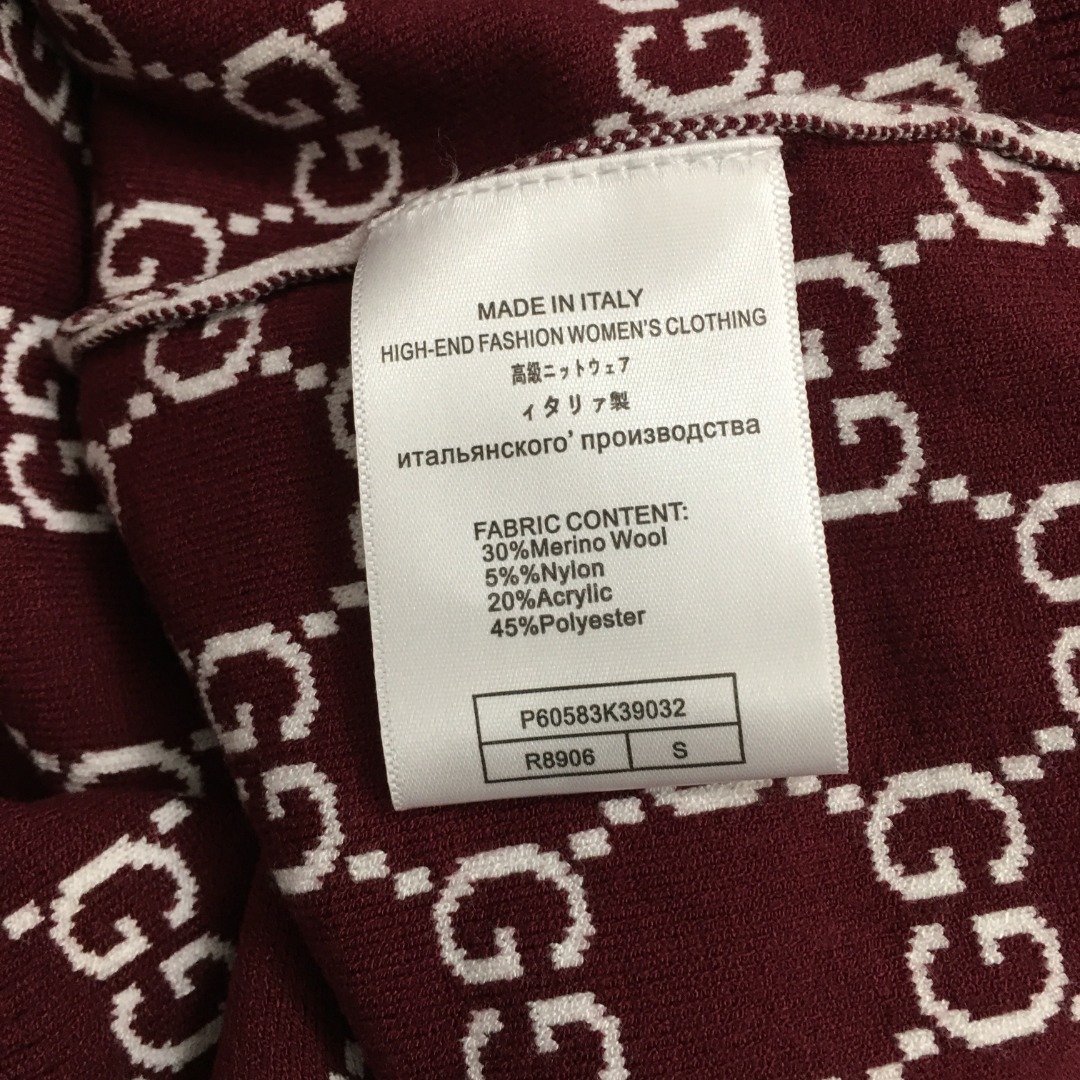 MADE IN ITALY
HIGH-END FASHION WOMEN'S CLOTHING
高級ニットウェア
ィタリァ製
итальянского' производства
FABRIC CONTENT:
30%Merino Wool
5%%Nylon
20%Acrylic
45%Polyester
P60583K39032
R8906 S